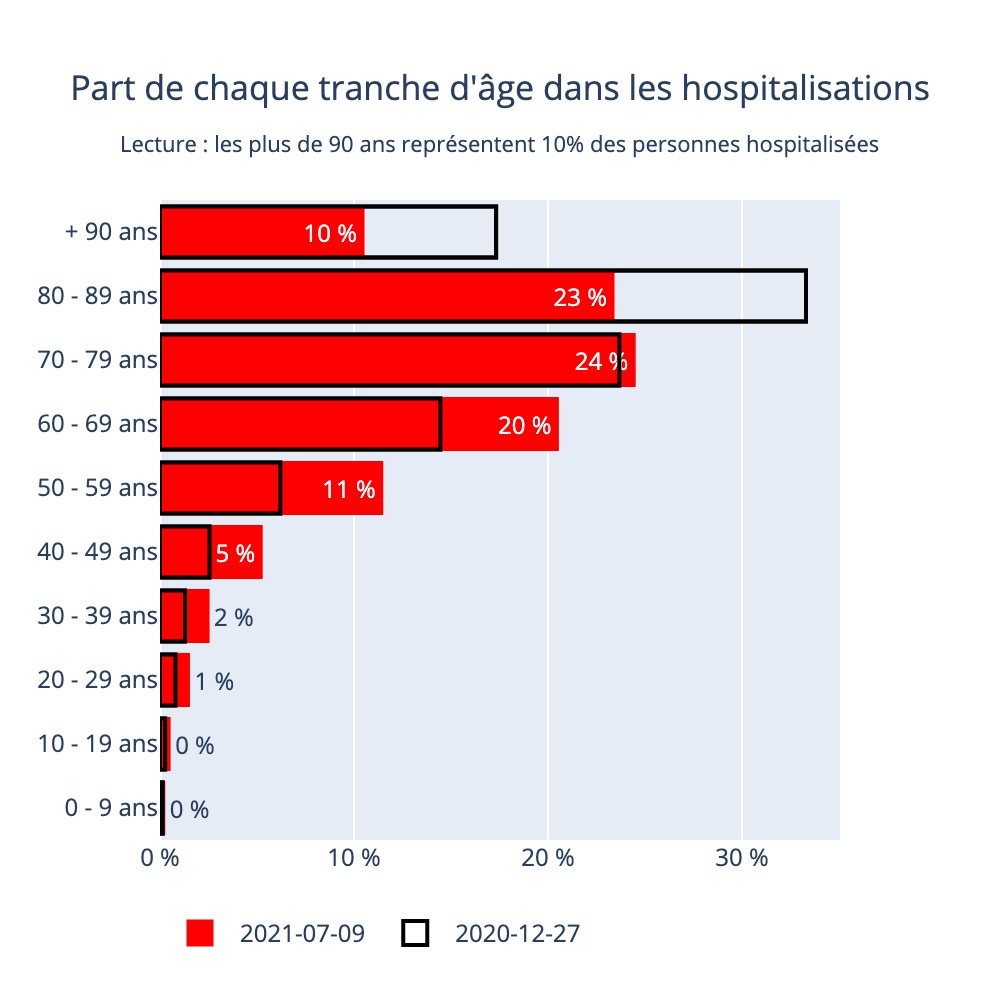 Part de chaque tranche d'âge dans les hospitalisations
Lecture : les plus de 90 ans représentent 10% des personnes hospitalisées
+ 90 ans 10 %
80 - 89 ans 23 %
70 - 79 ans 24 %
60 - 69 ans 20 %
50 - 59 ans 11 %
40 - 49 ans 5 %
30 - 39 ans 2 %
20 - 29 ans 1 %
10 - 19 ans 0 %
0 - 9 ans 0 %
0 % 10 % 20 % 30 %
2021-07-09 2020-12-27